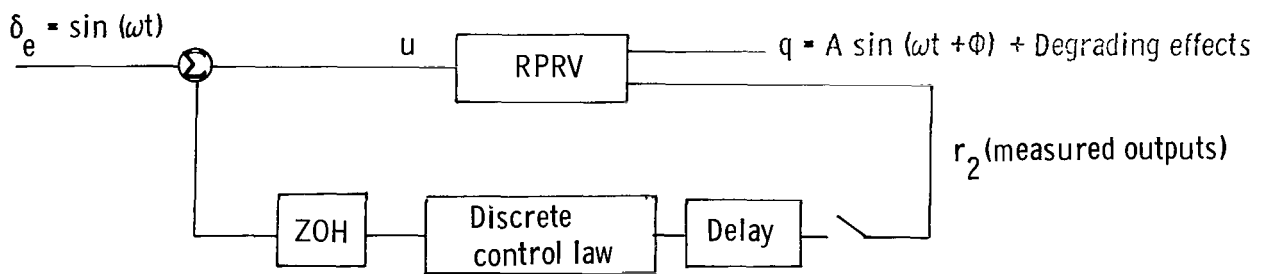 δe = sin (ωt)
Σ
u
RPRV
q = A sin (ωt + Φ) + Degrading effects
r2 (measured outputs)
ZOH
Discrete
control law
Delay